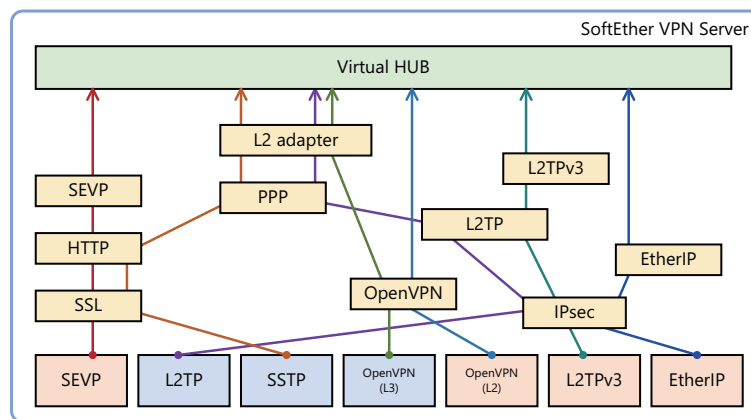 SoftEther VPN Server
Virtual HUB
L2 adapter
L2TPv3
SEVP
PPP
L2TP
HTTP
EtherIP
OpenVPN
SSL
IPsec
SEVP
L2TP
SSTP
OpenVPN
(L3)
OpenVPN
(L2)
L2TPv3
EtherIP